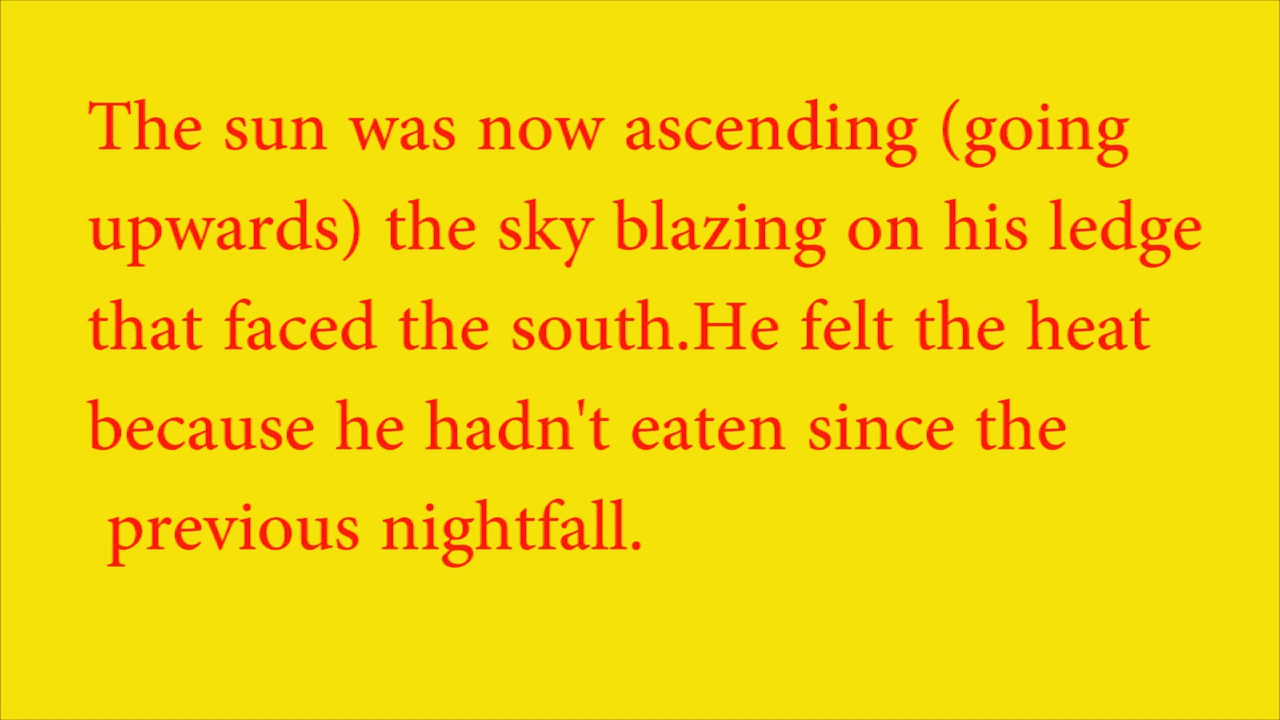 The sun was now ascending (going
upwards) the sky blazing on his ledge
that faced the south.He felt the heat
because he hadn't eaten since the
previous nightfall.